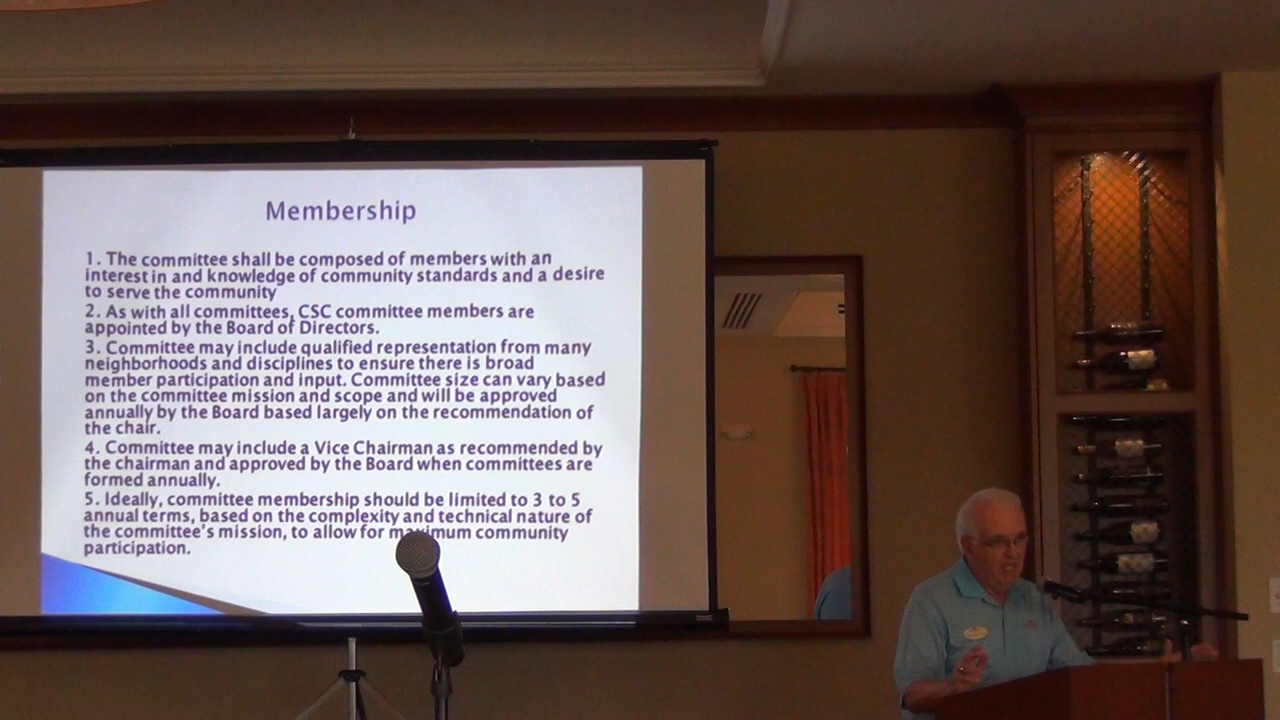 Membership
1. The committee shall be composed of members with an
interest in and knowledge of community standards and a desire
to serve the community
2. As with all committees, CSC committee members are
appointed by the Board of Directors.
3. Committee may include qualified representation from many
neighborhoods and disciplines to ensure there is broad
member participation and input. Committee size can vary based
on the committee mission and scope and will be approved
annually by the Board based largely on the recommendation of
the chair.
4. Committee may include a Vice Chairman as recommended by
the chairman and approved by the Board when committees are
formed annually.
5. Ideally, committee membership should be limited to 3 to 5
annual terms, based on the complexity and technical nature of
the committee's mission, to allow for maximum community
participation.